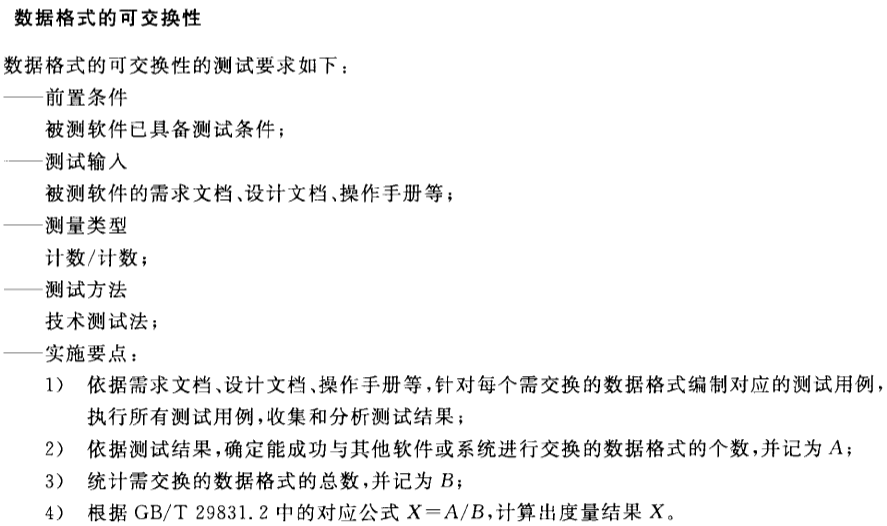 数据格式的可交换性
数据格式的可交换性的测试要求如下：
——前置条件
被测软件已具备测试条件；
——测试输入
被测软件的需求文档、设计文档、操作手册等；
——测量类型
计数/计数；
——测试方法
技术测试法；
——实施要点：
1） 依据需求文档、设计文档、操作手册等，针对每个需交换的数据格式编制对应的测试用例，
执行所有测试用例，收集和分析测试结果；
2） 依据测试结果，确定能成功与其他软件或系统进行交换的数据格式的个数，并记为 A；
3） 统计需交换的数据格式的总数，并记为 B；
4） 根据 GB/T 29831.2 中的对应公式 X＝A/B，计算出度量结果 X。